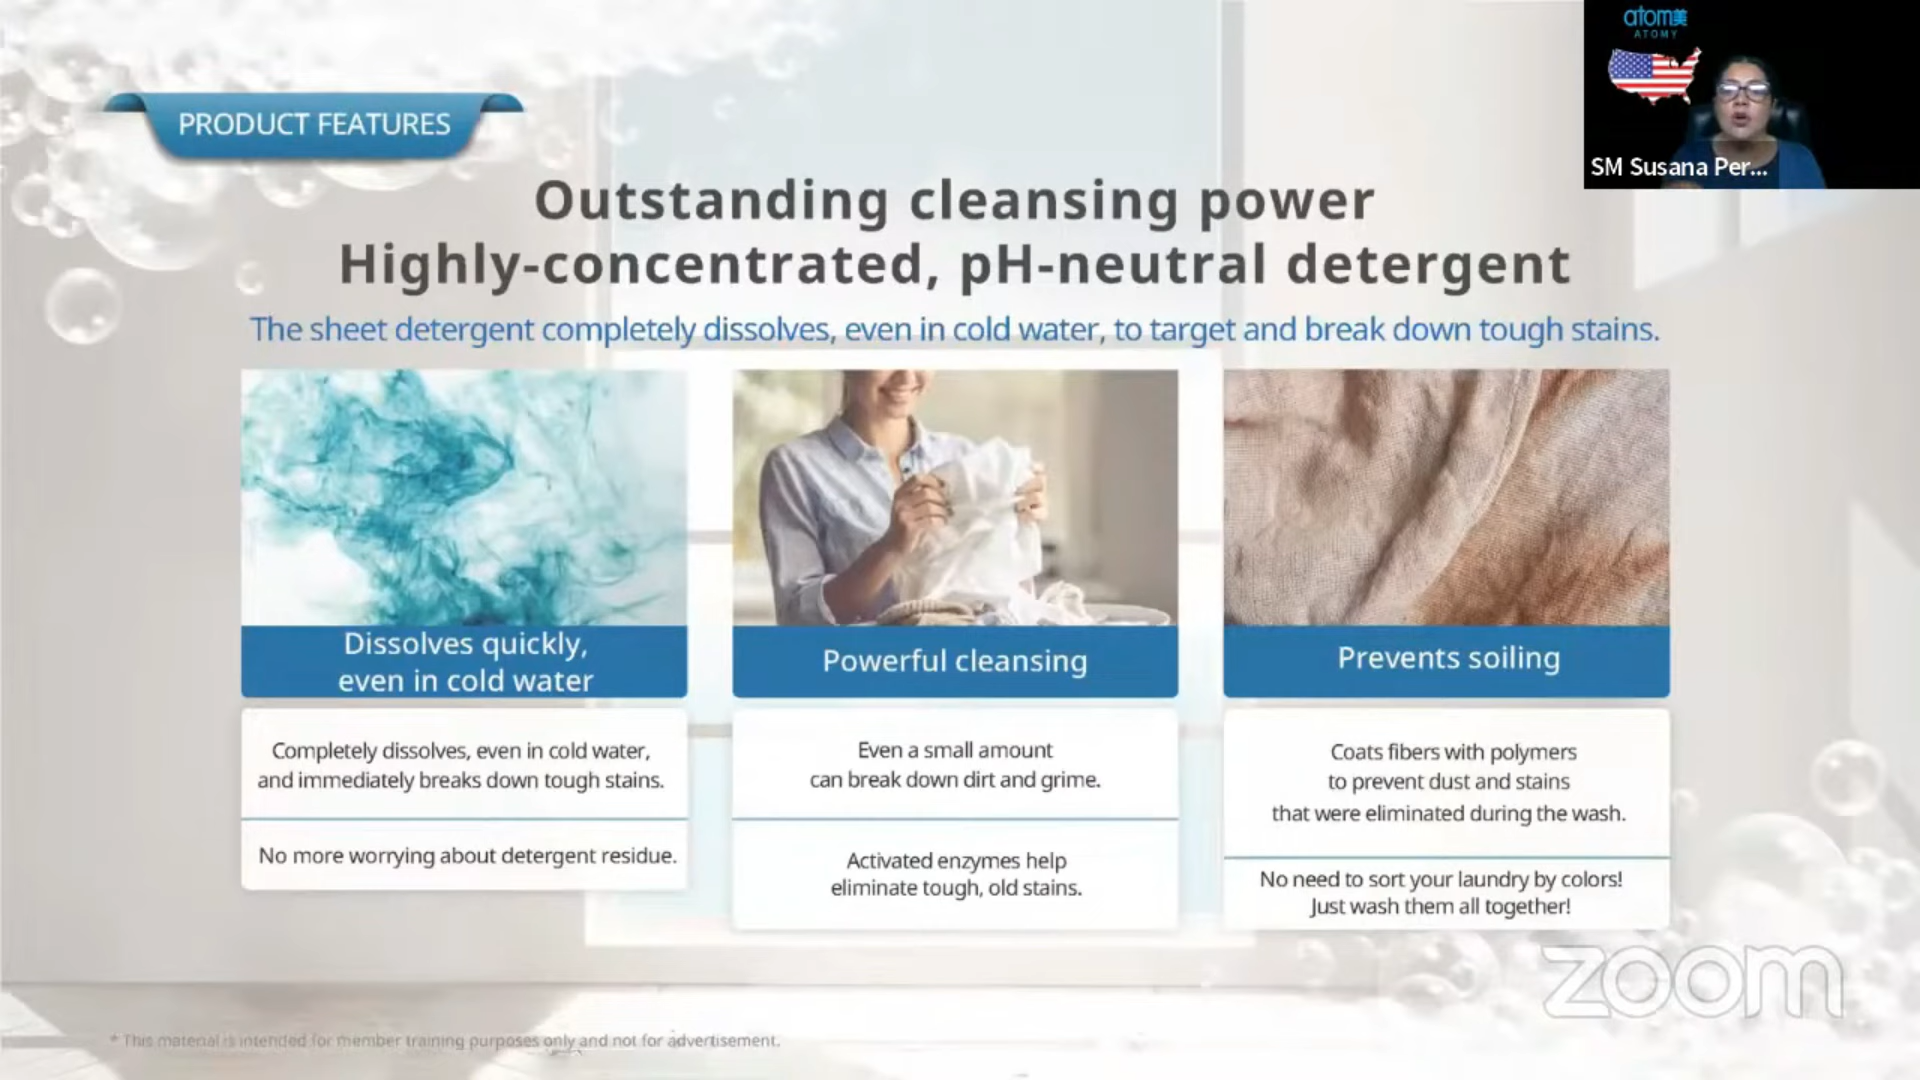 PRODUCT FEATURES
atom美
ATOMY
SM Susana Per...
Outstanding cleansing power
Highly-concentrated, pH-neutral detergent
The sheet detergent completely dissolves, even in cold water, to target and break down tough stains.
Dissolves quickly,
even in cold water
Completely dissolves, even in cold water,
and immediately breaks down tough stains.
No more worrying about detergent residue.
Powerful cleansing
Even a small amount
can break down dirt and grime.
Activated enzymes help
eliminate tough, old stains.
Prevents soiling
Coats fibers with polymers
to prevent dust and stains
that were eliminated during the wash.
No need to sort your laundry by colors!
Just wash them all together!
zoom
* This material is intended for member training purposes only and not for advertisement.